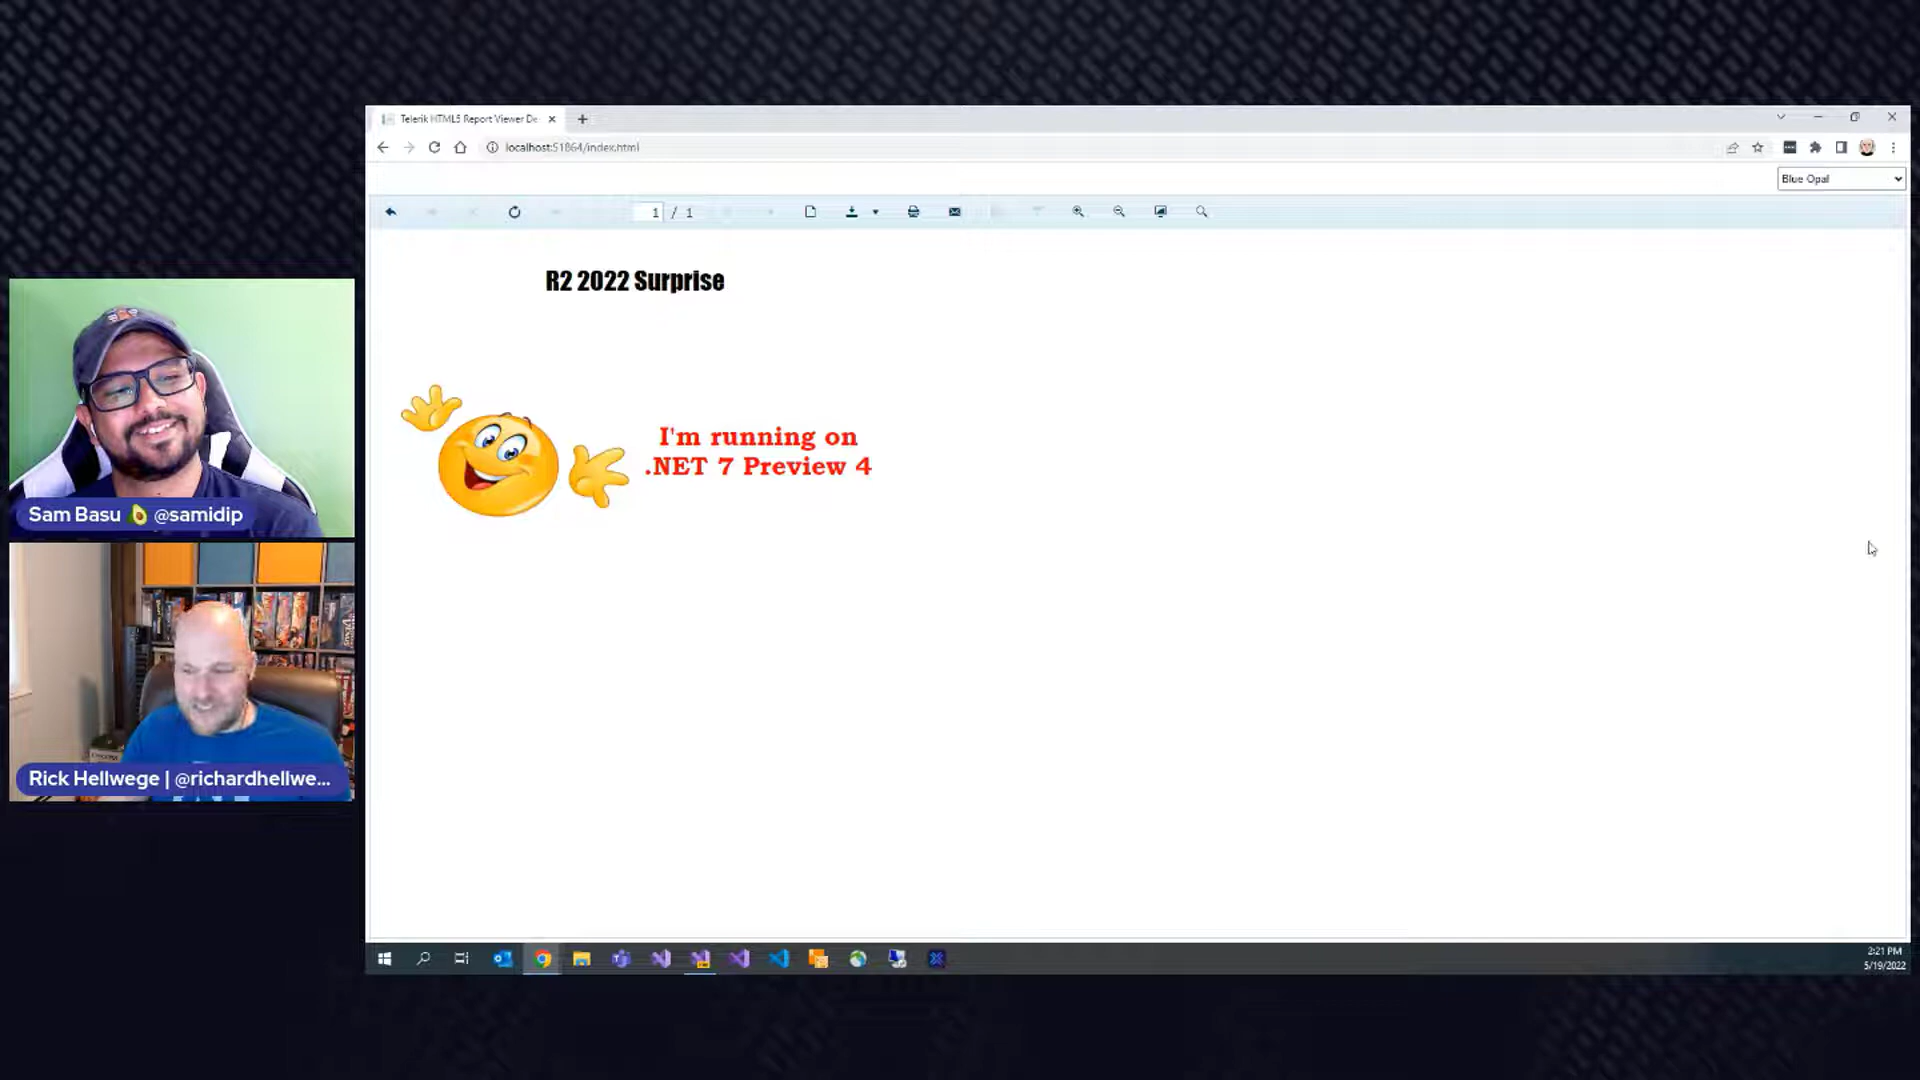 Telerik HTML5 Report Viewer De
localhost:51864/index.html
Blue Opal
1 / 1
R2 2022 Surprise
I'm running on
.NET 7 Preview 4
Sam Basu 🥑 @samidip
Rick Hellwege | @richardhellwe...
2:21 PM
5/19/2022